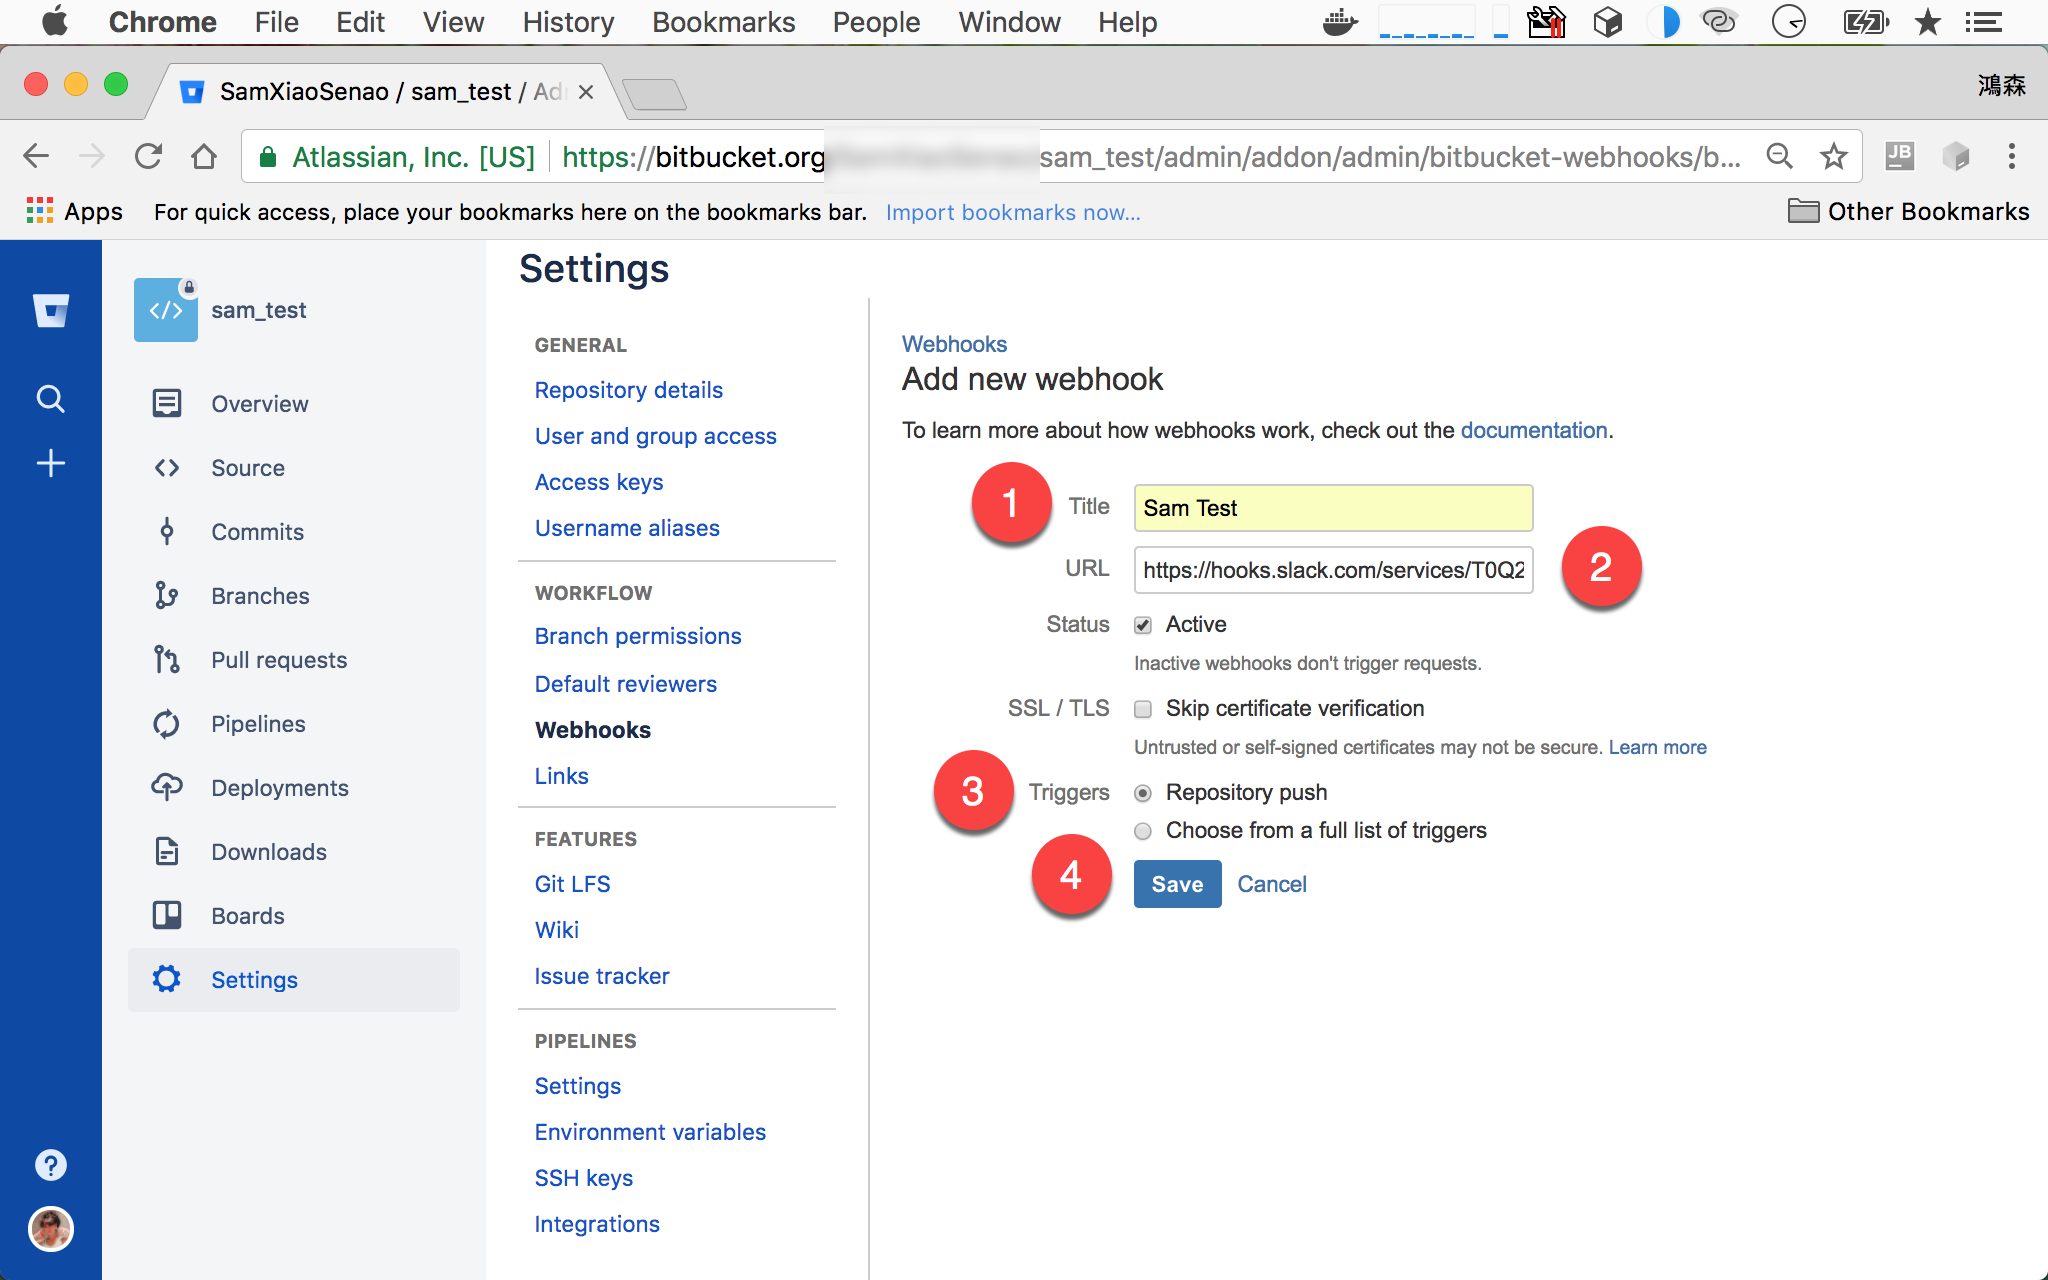 Chrome File Edit View History Bookmarks People Window Help
SamXiaoSenao / sam_test / Ad
鴻森
Atlassian, Inc. [US] https://bitbucket.org sam_test/admin/addon/admin/bitbucket-webhooks/b...
JB
Apps For quick access, place your bookmarks here on the bookmarks bar. Import bookmarks now... Other Bookmarks
sam_test
Overview
Source
Commits
Branches
Pull requests
Pipelines
Deployments
Downloads
Boards
Settings
Settings
GENERAL
Repository details
User and group access
Access keys
Username aliases
WORKFLOW
Branch permissions
Default reviewers
Webhooks
Links
FEATURES
Git LFS
Wiki
Issue tracker
PIPELINES
Settings
Environment variables
SSH keys
Integrations
Webhooks
Add new webhook
To learn more about how webhooks work, check out the documentation.
1 Title Sam Test
URL https://hooks.slack.com/services/T0Q2 2
Status Active
Inactive webhooks don't trigger requests.
SSL / TLS Skip certificate verification
Untrusted or self-signed certificates may not be secure. Learn more
3 Triggers Repository push
Choose from a full list of triggers
4 Save Cancel